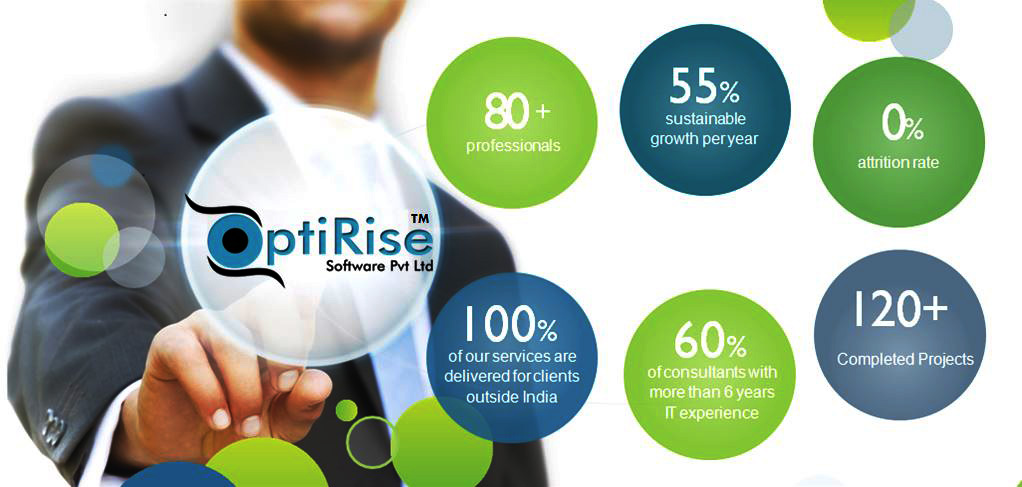 OptiRise™
Software Pvt Ltd
80+
professionals
55%
sustainable
growth per year
0%
attrition rate
100%
of our services are
delivered for clients
outside India
60%
of consultants with
more than 6 years
IT experience
120+
Completed Projects